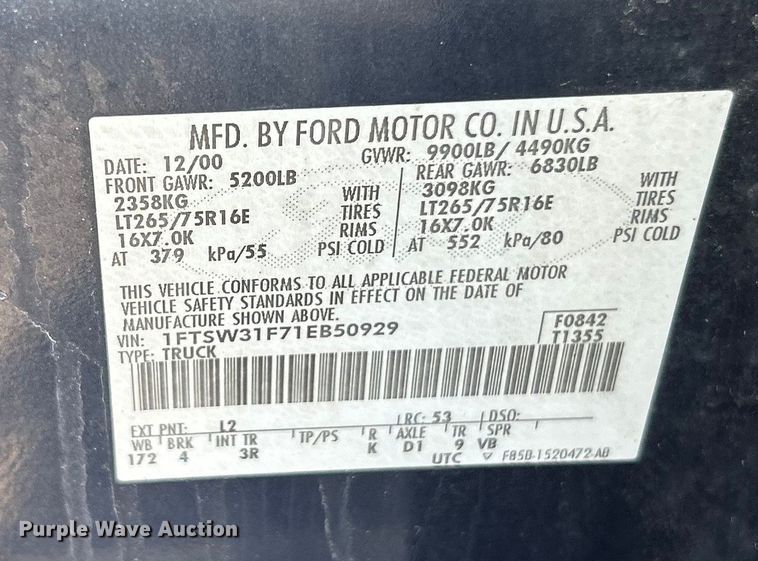 MFD. BY FORD MOTOR CO. IN U.S.A.
DATE: 12/00 GVWR: 9900LB/ 4490KG
FRONT GAWR: 5200LB REAR GAWR: 6830LB
2358KG WITH 3098KG WITH
LT265/75R16E TIRES LT265/75R16E TIRES
16X7.0K RIMS 16X7.0K RIMS
AT 379 kPa/55 PSI COLD AT 552 kPa/80 PSI COLD
THIS VEHICLE CONFORMS TO ALL APPLICABLE FEDERAL MOTOR
VEHICLE SAFETY STANDARDS IN EFFECT ON THE DATE OF
MANUFACTURE SHOWN ABOVE.
VIN: 1FTSW31F71EB50929 F0842
TYPE: TRUCK T1355
EXT PNT: L2 RC: 53 DSO:
WB BRK INT TR TP/PS R AXLE TR SPR
172 4 3R K D1 9 VB
UTC ▽ F85B-1520472-AB
Purple Wave Auction